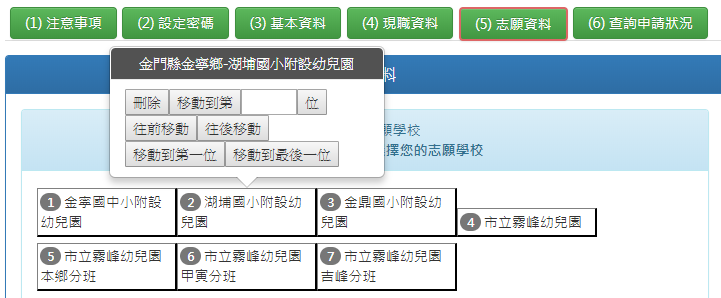 (1) 注意事項 (2) 設定密碼 (3) 基本資料 (4) 現職資料 (5) 志願資料 (6) 查詢申請狀況
金門縣金寧鄉-湖埔國小附設幼兒園
料
刪除 移動到第 位
往前移動 往後移動
移動到第一位 移動到最後一位
願學校
擇您的志願學校
1 金寧國中小附設
幼兒園
2 湖埔國小附設幼
兒園
3 金鼎國小附設幼
兒園
4 市立霧峰幼兒園
5 市立霧峰幼兒園
本鄉分班
6 市立霧峰幼兒園
甲寅分班
7 市立霧峰幼兒園
吉峰分班